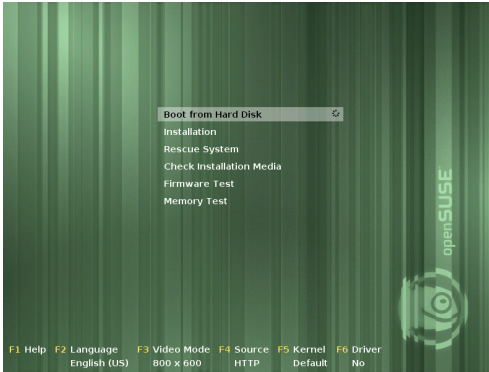 Boot from Hard Disk
Installation
Rescue System
Check Installation Media
Firmware Test
Memory Test
openSUSE
F1 Help F2 Language F3 Video Mode F4 Source F5 Kernel F6 Driver
English (US) 800 x 600 HTTP Default No